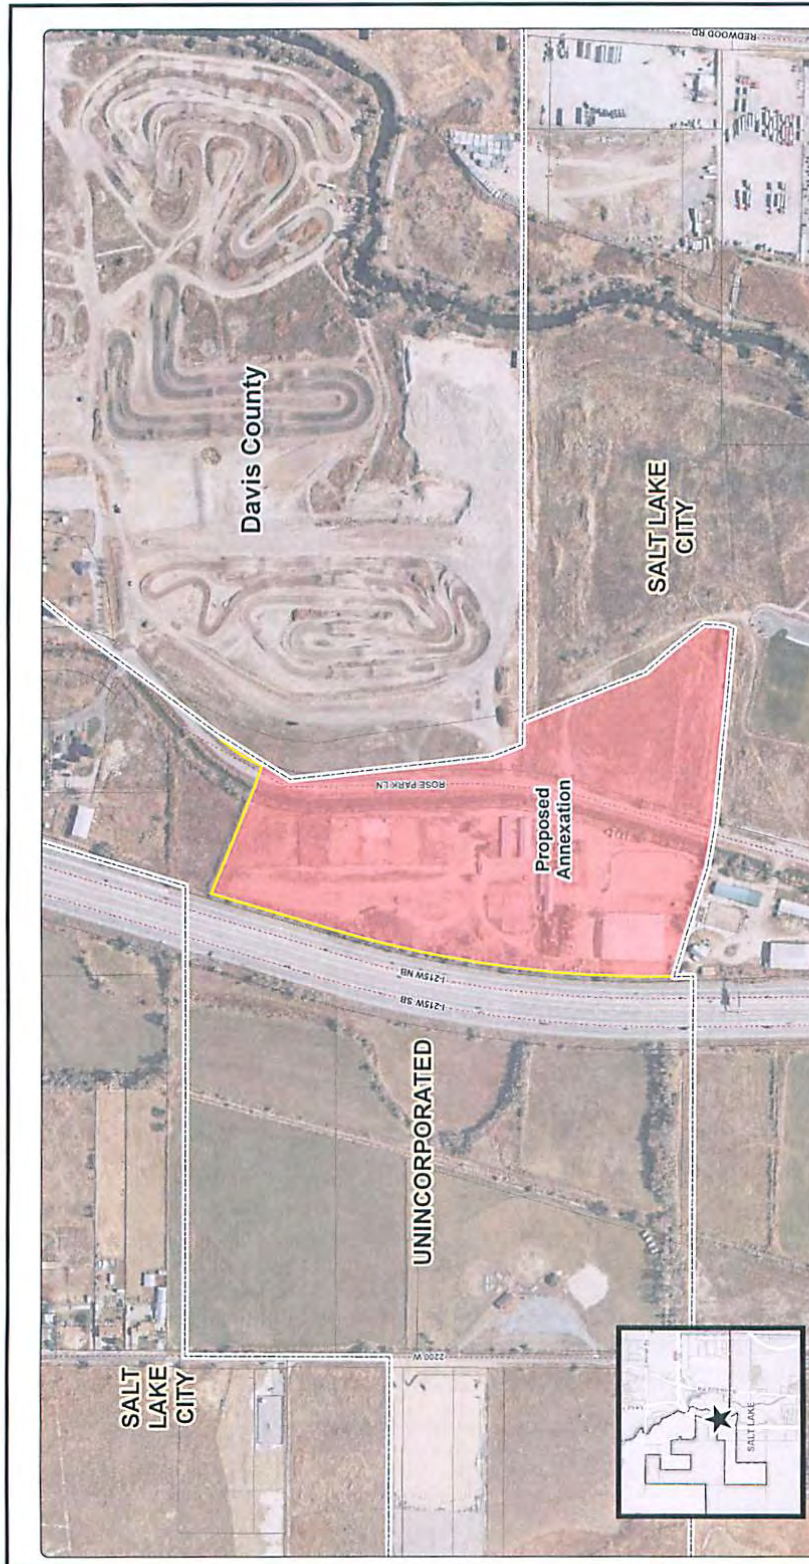 REDWOOD RD
Davis County
SALT LAKE
CITY
ROSE PARK LN
Proposed
Annexation
I-215W NB
I-215W SB
UNINCORPORATED
2200 W
SALT
LAKE
CITY
SALT LAKE